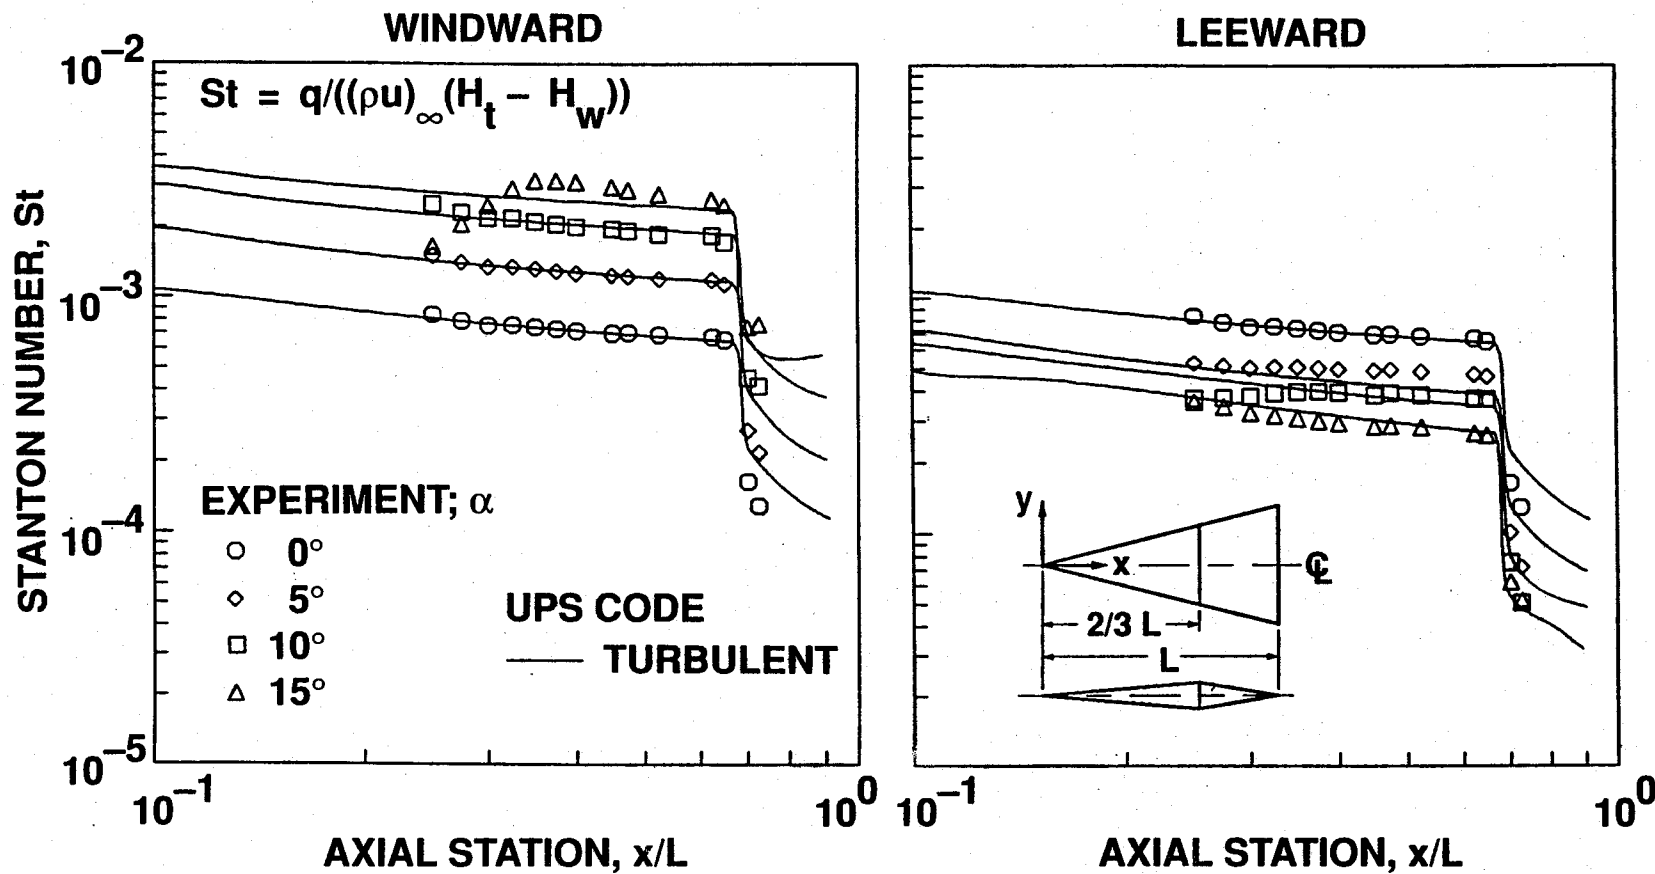 WINDWARD
LEEWARD
10⁻²
St = q/((ρu)∞(Hₜ – H_w))
STANTON NUMBER, St
10⁻³
10⁻⁴
10⁻⁵
EXPERIMENT; α
0°
5°
10°
15°
UPS CODE
TURBULENT
10⁻¹
10⁰
AXIAL STATION, x/L
y
x
℄
2/3 L
L
10⁻¹
10⁰
AXIAL STATION, x/L